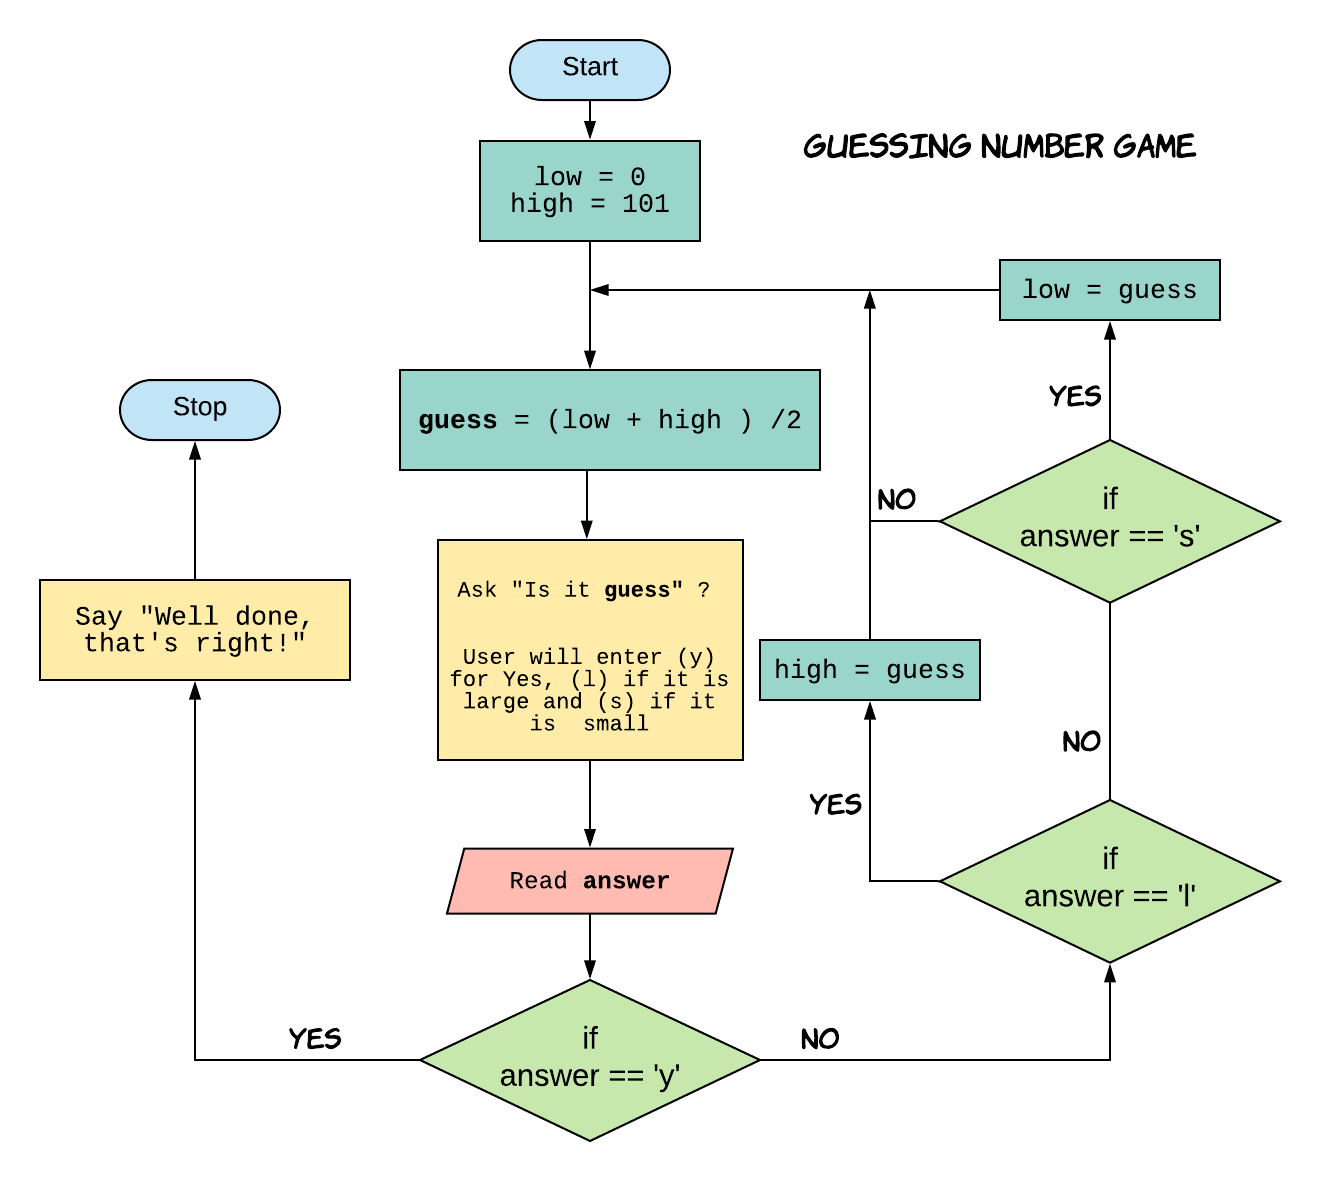 Start
GUESSING NUMBER GAME
low = 0
high = 101
low = guess
YES
Stop
guess = (low + high ) /2
NO
if
answer == 's'
Ask "Is it guess" ?
User will enter (y)
for Yes, (l) if it is
large and (s) if it
is  small
Say "Well done,
that's right!"
high = guess
NO
YES
if
answer == 'l'
Read answer
YES
if
answer == 'y'
NO